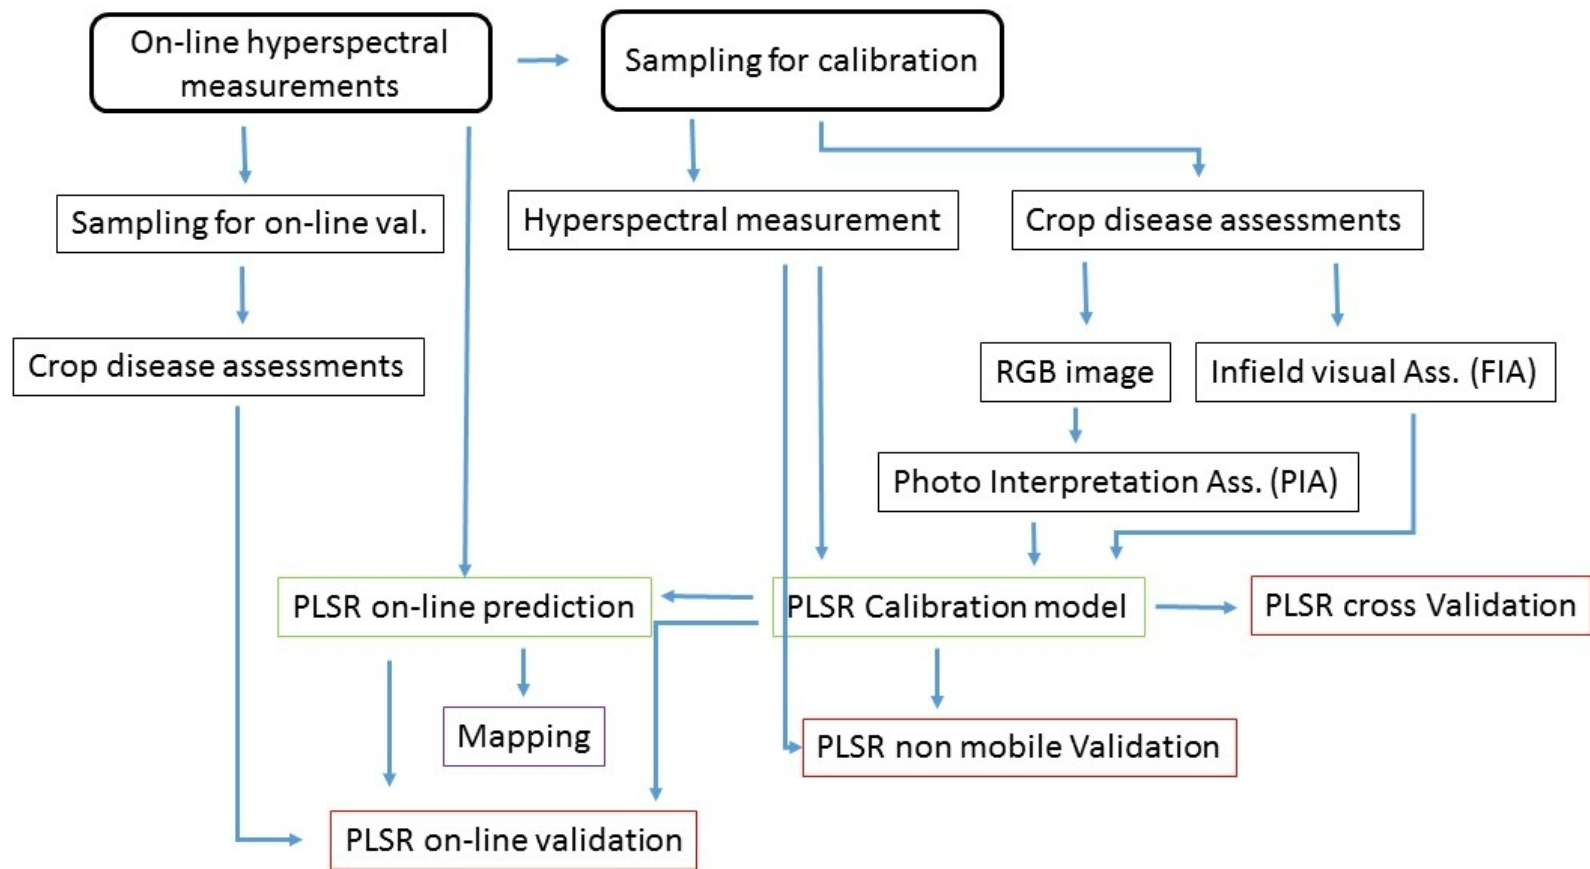 On-line hyperspectral
measurements
Sampling for calibration
Sampling for on-line val.
Hyperspectral measurement
Crop disease assessments
Crop disease assessments
RGB image
Infield visual Ass. (FIA)
Photo Interpretation Ass. (PIA)
PLSR on-line prediction
PLSR Calibration model
PLSR cross Validation
Mapping
PLSR non mobile Validation
PLSR on-line validation